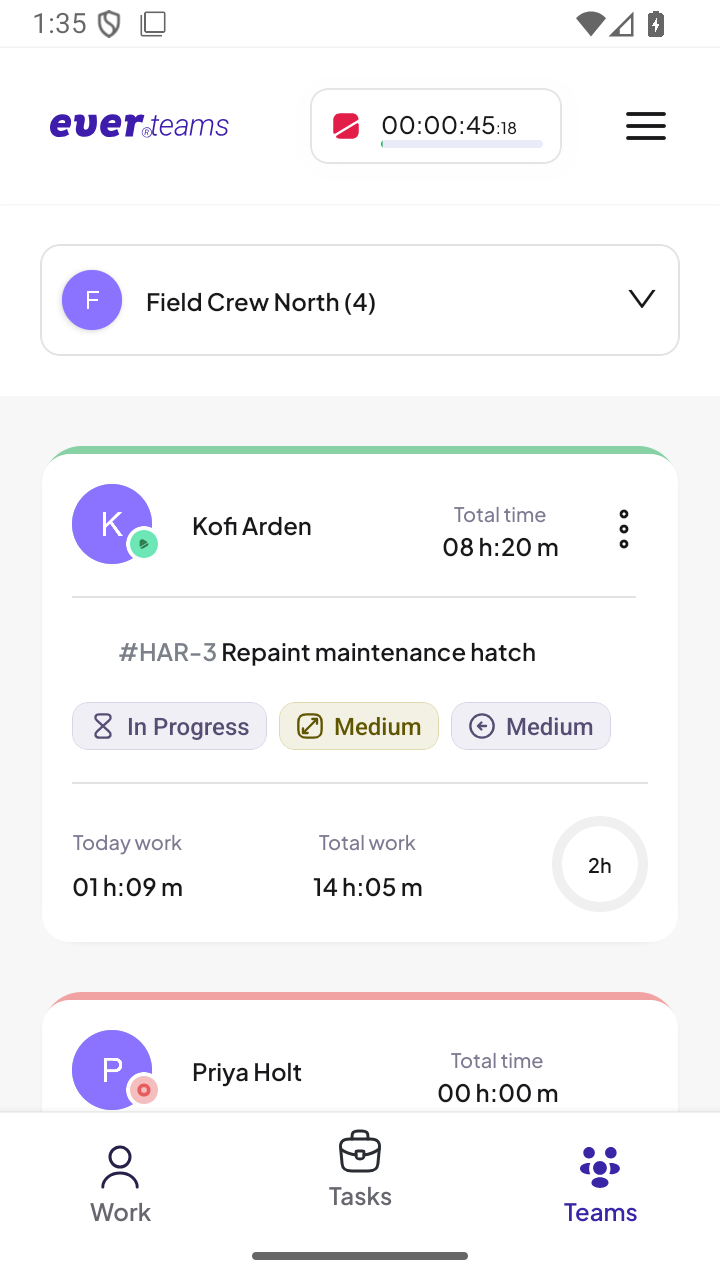 1:35
ever®teams
00:00:45:18
F
Field Crew North (4)
K
Kofi Arden
Total time
08 h:20 m
#HAR-3 Repaint maintenance hatch
In Progress
Medium
Medium
Today work
Total work
01 h:09 m
14 h:05 m
2h
P
Priya Holt
Total time
00 h:00 m
Work
Tasks
Teams